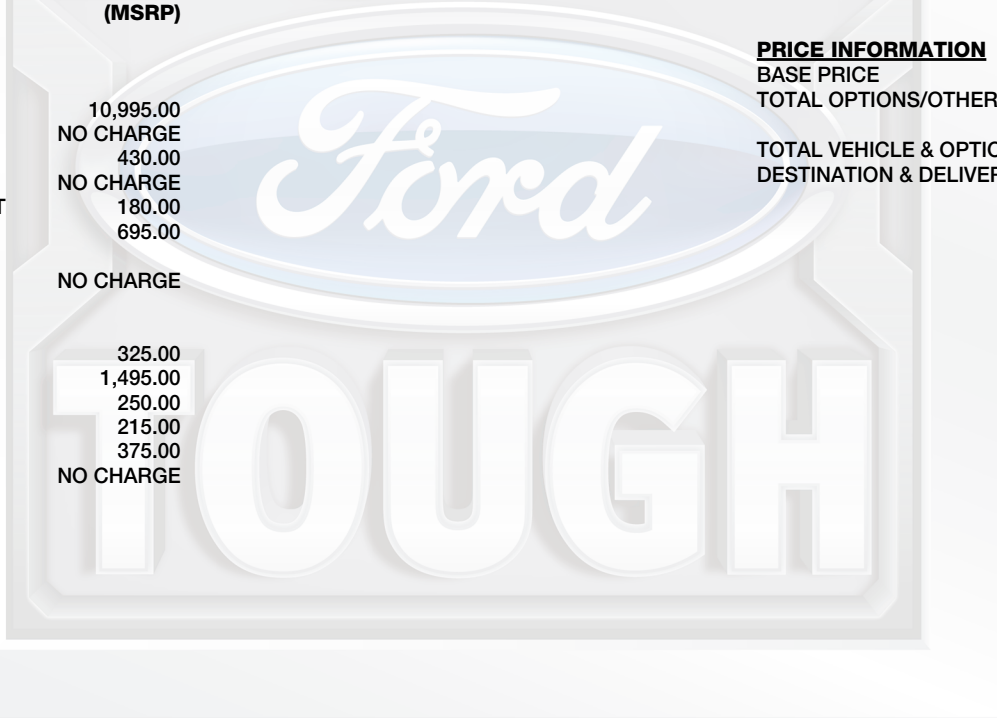 (MSRP)
10,995.00
NO CHARGE
430.00
NO CHARGE
T 180.00
695.00
NO CHARGE
325.00
1,495.00
250.00
215.00
375.00
NO CHARGE
PRICE INFORMATION
BASE PRICE
TOTAL OPTIONS/OTHER
TOTAL VEHICLE & OPTIO
DESTINATION & DELIVER
Ford
TOUGH